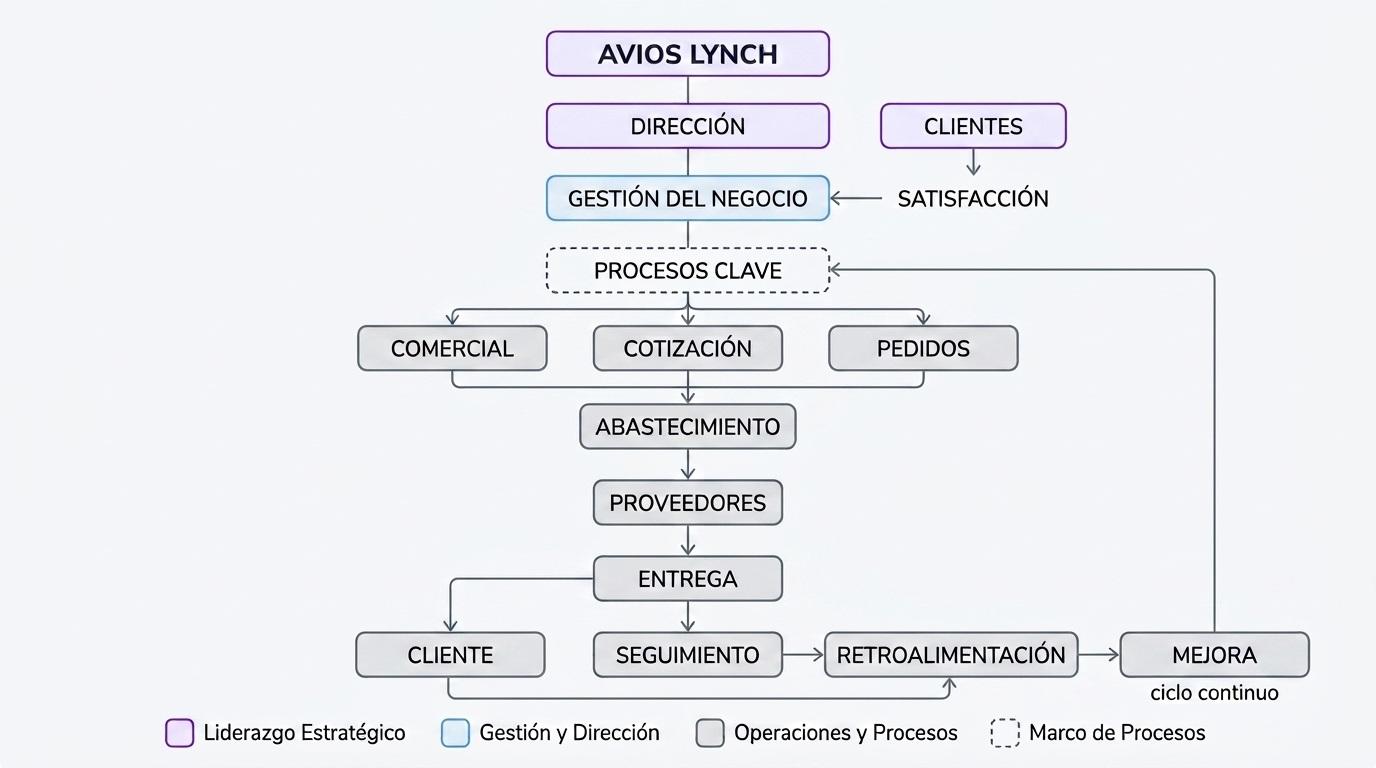 AVIOS LYNCH
DIRECCIÓN
CLIENTES
GESTIÓN DEL NEGOCIO
SATISFACCIÓN
PROCESOS CLAVE
COMERCIAL
COTIZACIÓN
PEDIDOS
ABASTECIMIENTO
PROVEEDORES
ENTREGA
CLIENTE
SEGUIMIENTO
RETROALIMENTACIÓN
MEJORA
ciclo continuo
Liderazgo Estratégico
Gestión y Dirección
Operaciones y Procesos
Marco de Procesos